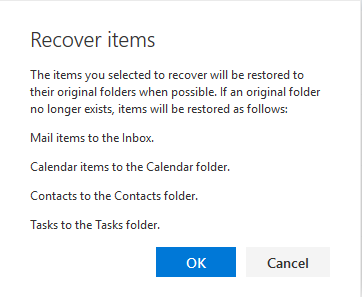 Recover items
The items you selected to recover will be restored to
their original folders when possible. If an original folder
no longer exists, items will be restored as follows:
Mail items to the Inbox.
Calendar items to the Calendar folder.
Contacts to the Contacts folder.
Tasks to the Tasks folder.
OK Cancel